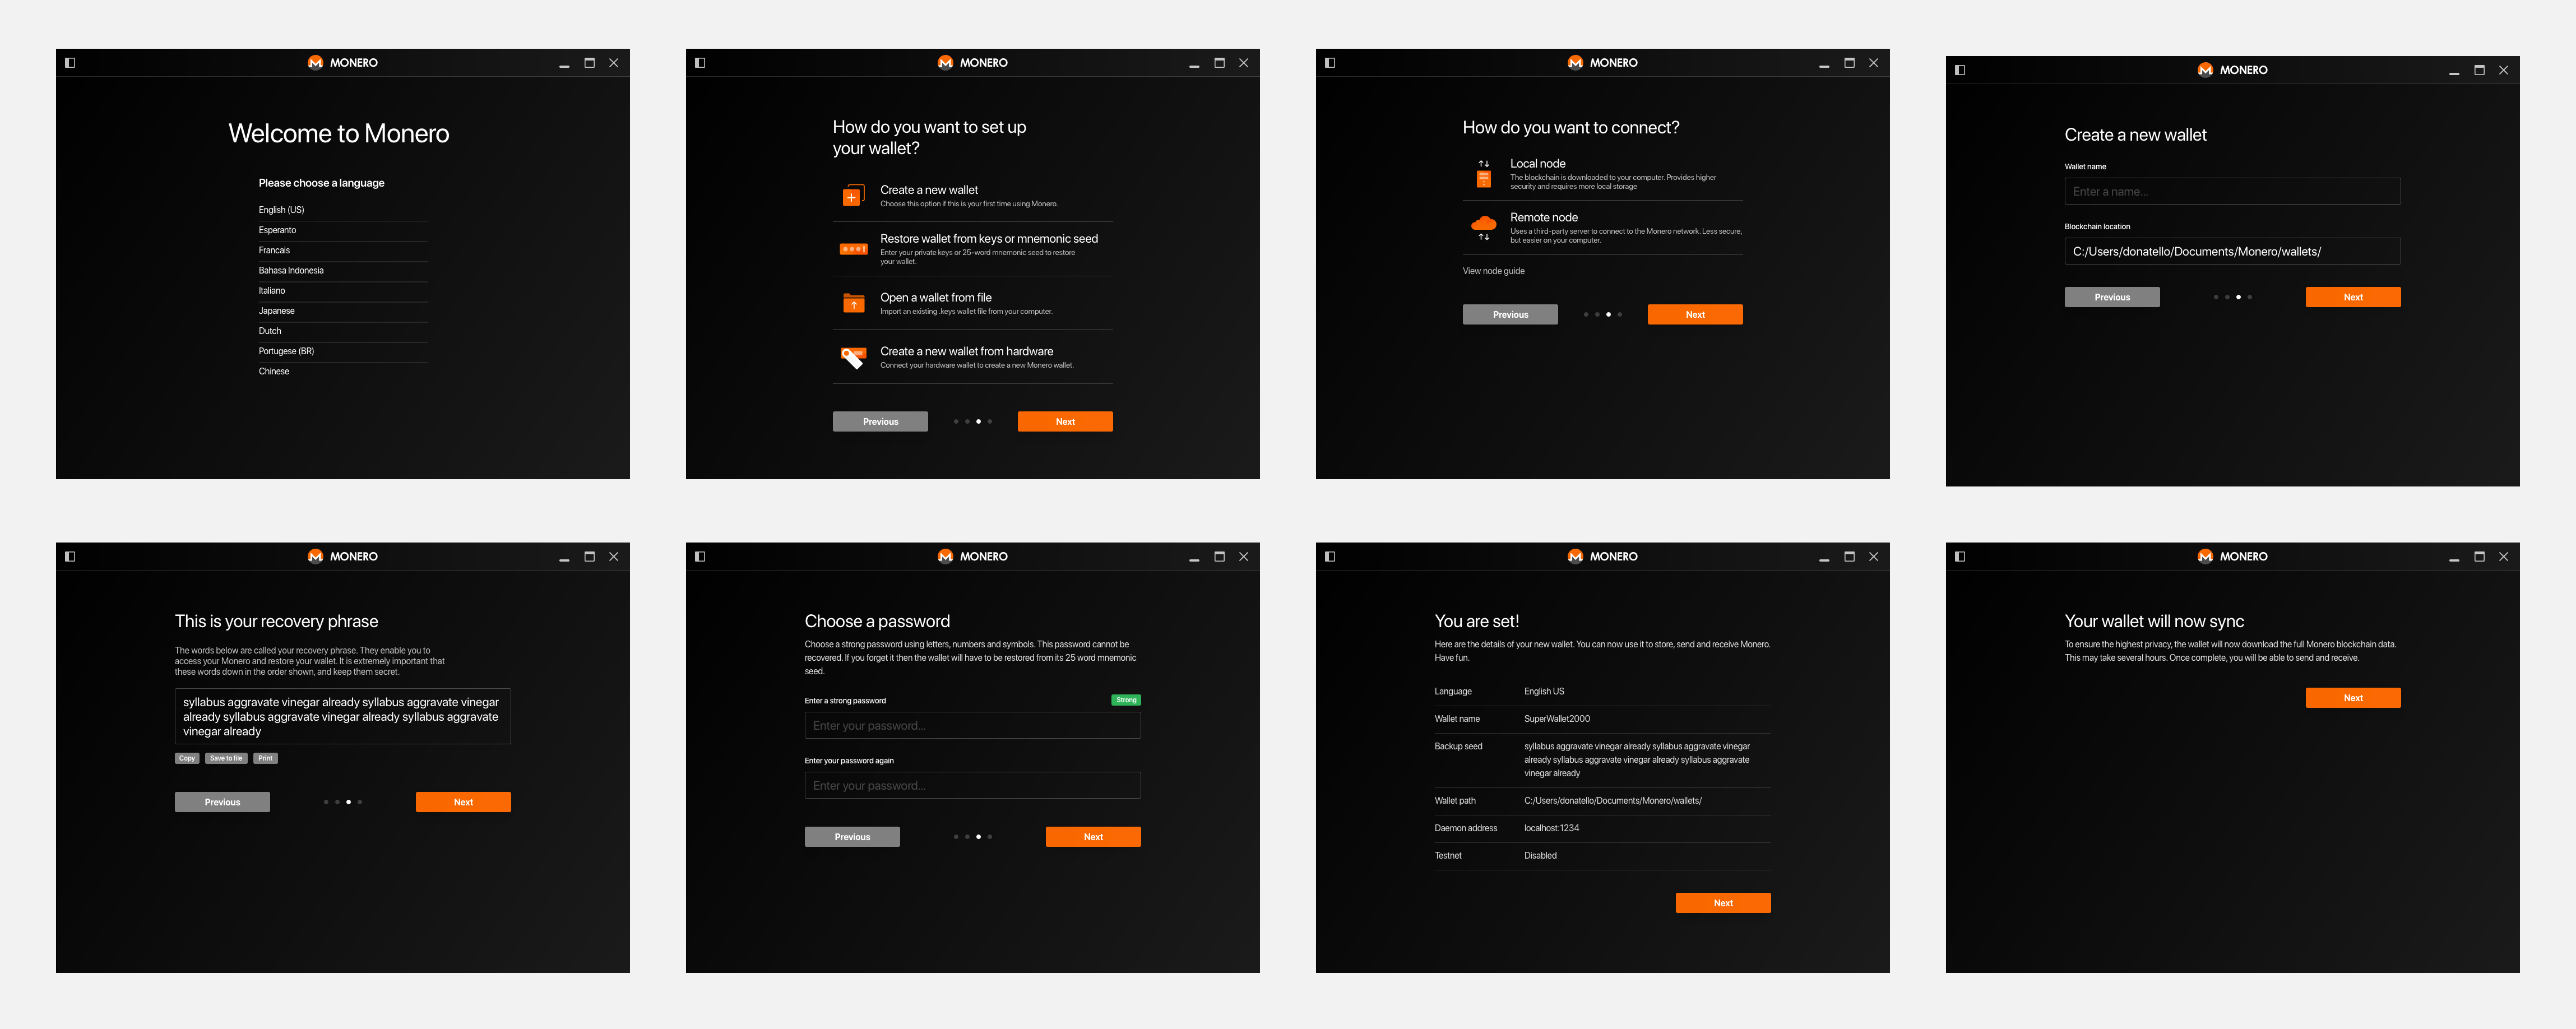 MONERO
Welcome to Monero
Please choose a language
English (US)
Esperanto
Francais
Bahasa Indonesia
Italiano
Japanese
Dutch
Portugese (BR)
Chinese
MONERO
How do you want to set up
your wallet?
Create a new wallet
Choose this option if this is your first time using Monero.
Restore wallet from keys or mnemonic seed
Enter your private keys or 25-word mnemonic seed to restore
your wallet.
Open a wallet from file
Import an existing .keys wallet file from your computer.
Create a new wallet from hardware
Connect your hardware wallet to create a new Monero wallet.
Previous
Next
MONERO
How do you want to connect?
Local node
The blockchain is downloaded to your computer. Provides higher
security and requires more local storage
Remote node
Uses a third-party server to connect to the Monero network. Less secure,
but easier on your computer.
View node guide
Previous
Next
MONERO
Create a new wallet
Wallet name
Enter a name...
Blockchain location
C:/Users/donatello/Documents/Monero/wallets/
Previous
Next
MONERO
This is your recovery phrase
The words below are called your recovery phrase. They enable you to
access your Monero and restore your wallet. It is extremely important that
these words down in the order shown, and keep them secret.
syllabus aggravate vinegar already syllabus aggravate vinegar
already syllabus aggravate vinegar already syllabus aggravate
vinegar already
Copy
Save to file
Print
Previous
Next
MONERO
Choose a password
Choose a strong password using letters, numbers and symbols. This password cannot be
recovered. If you forget it then the wallet will have to be restored from its 25 word mnemonic
seed.
Enter a strong password
Strong
Enter your password...
Enter your password again
Enter your password...
Previous
Next
MONERO
You are set!
Here are the details of your new wallet. You can now use it to store, send and receive Monero.
Have fun.
Language English US
Wallet name SuperWallet2000
Backup seed syllabus aggravate vinegar already syllabus aggravate vinegar
already syllabus aggravate vinegar already syllabus aggravate
vinegar already
Wallet path C:/Users/donatello/Documents/Monero/wallets/
Daemon address localhost:1234
Testnet Disabled
Next
MONERO
Your wallet will now sync
To ensure the highest privacy, the wallet will now download the full Monero blockchain data.
This may take several hours. Once complete, you will be able to send and receive.
Next